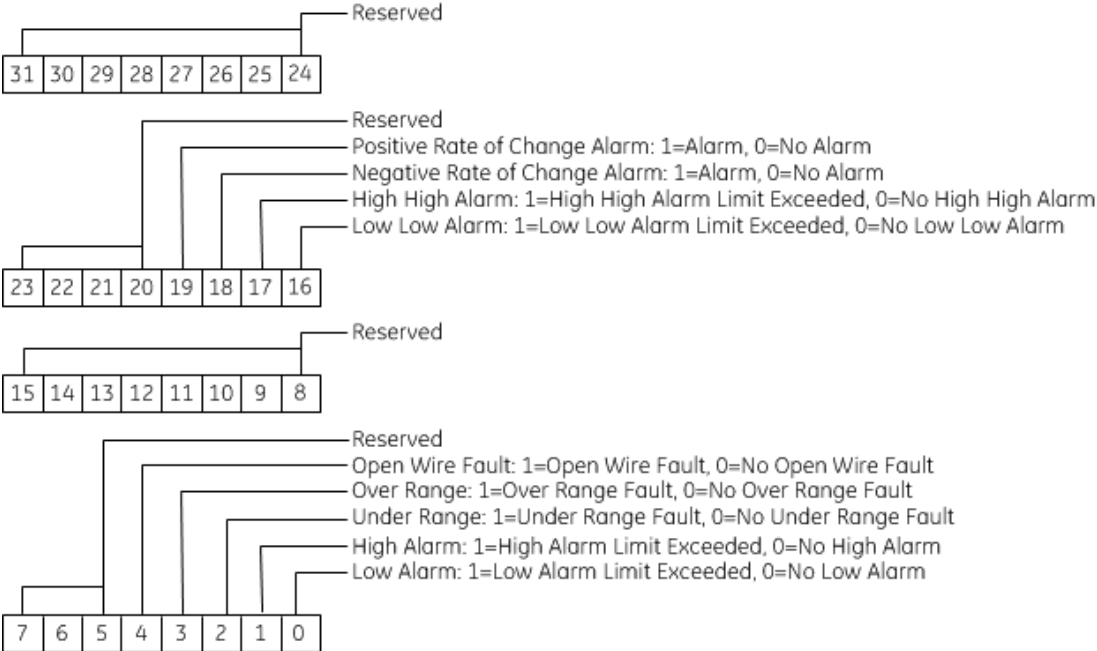 Reserved
31 30 29 28 27 26 25 24
Reserved
Positive Rate of Change Alarm: 1=Alarm, 0=No Alarm
Negative Rate of Change Alarm: 1=Alarm, 0=No Alarm
High High Alarm: 1=High High Alarm Limit Exceeded, 0=No High High Alarm
Low Low Alarm: 1=Low Low Alarm Limit Exceeded, 0=No Low Low Alarm
23 22 21 20 19 18 17 16
Reserved
15 14 13 12 11 10 9 8
Reserved
Open Wire Fault: 1=Open Wire Fault, 0=No Open Wire Fault
Over Range: 1=Over Range Fault, 0=No Over Range Fault
Under Range: 1=Under Range Fault, 0=No Under Range Fault
High Alarm: 1=High Alarm Limit Exceeded, 0=No High Alarm
Low Alarm: 1=Low Alarm Limit Exceeded, 0=No Low Alarm
7 6 5 4 3 2 1 0